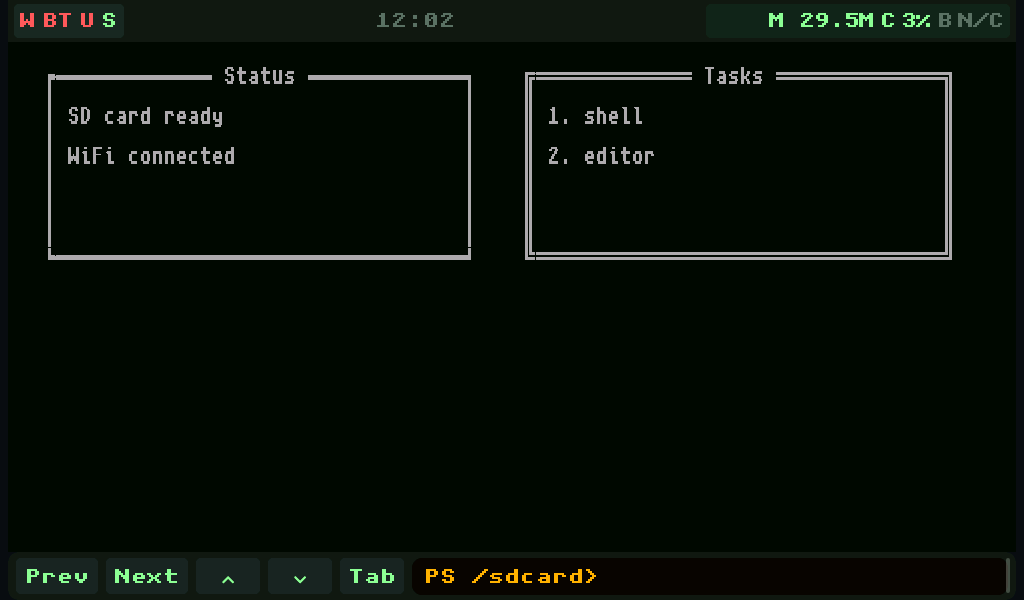 W BT U S 12:02 M 29.5M C 3% B N/C
Status
SD card ready
WiFi connected
Tasks
1. shell
2. editor
Prev Next ^ v Tab PS /sdcard>